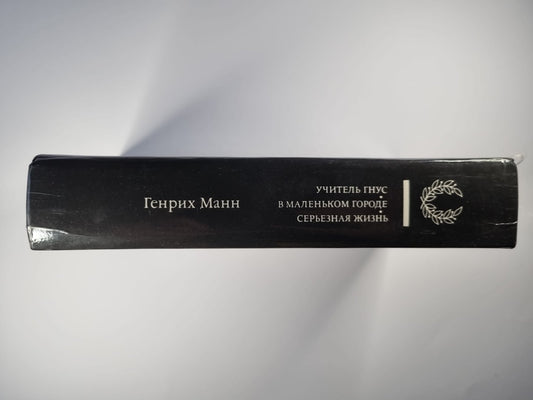 Генрих Манн
УЧИТЕЛЬ ГНУС
•
В МАЛЕНЬКОМ ГОРОДЕ
•
СЕРЬЕЗНАЯ ЖИЗНЬ